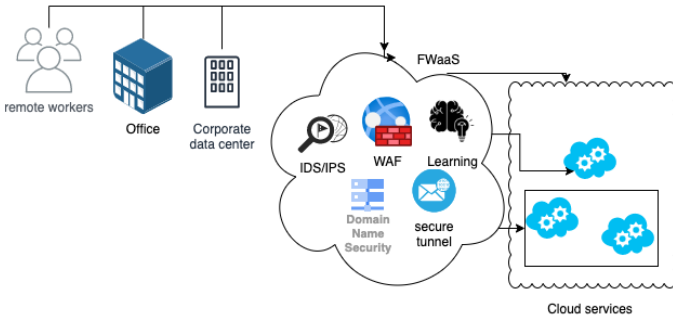 FWaaS
remote workers
Office
Corporate
data center
IDS/IPS
WAF
Learning
Domain
Name
Security
secure
tunnel
Cloud services